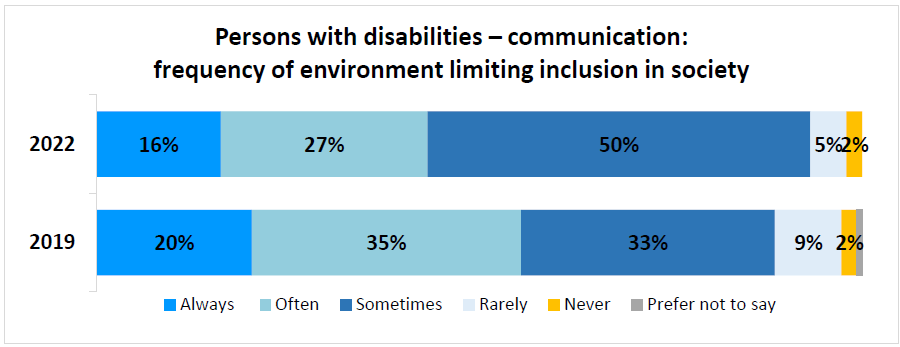 Persons with disabilities – communication:
frequency of environment limiting inclusion in society
2022
16% 27% 50% 5% 2%
2019
20% 35% 33% 9% 2%
Always Often Sometimes Rarely Never Prefer not to say